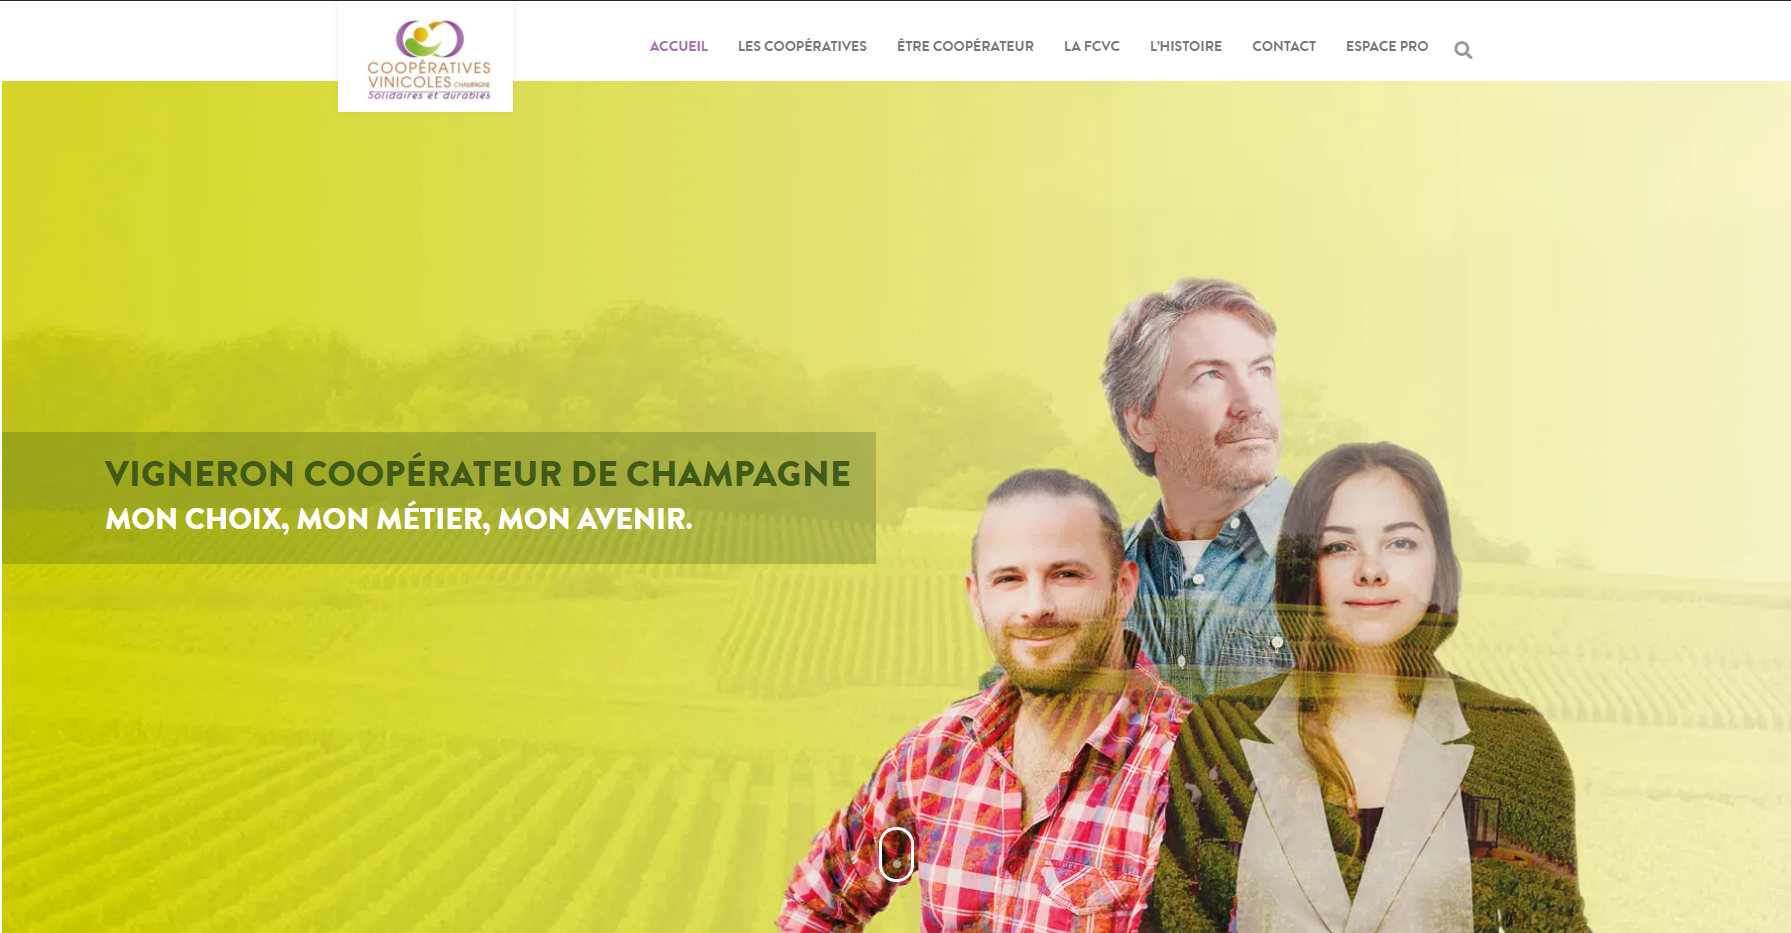 COOPÉRATIVES
VINICOLES CHAMPAGNE
Solidaires et durables
ACCUEIL
LES COOPÉRATIVES
ÊTRE COOPÉRATEUR
LA FCVC
L’HISTOIRE
CONTACT
ESPACE PRO
VIGNERON COOPÉRATEUR DE CHAMPAGNE
MON CHOIX, MON MÉTIER, MON AVENIR.